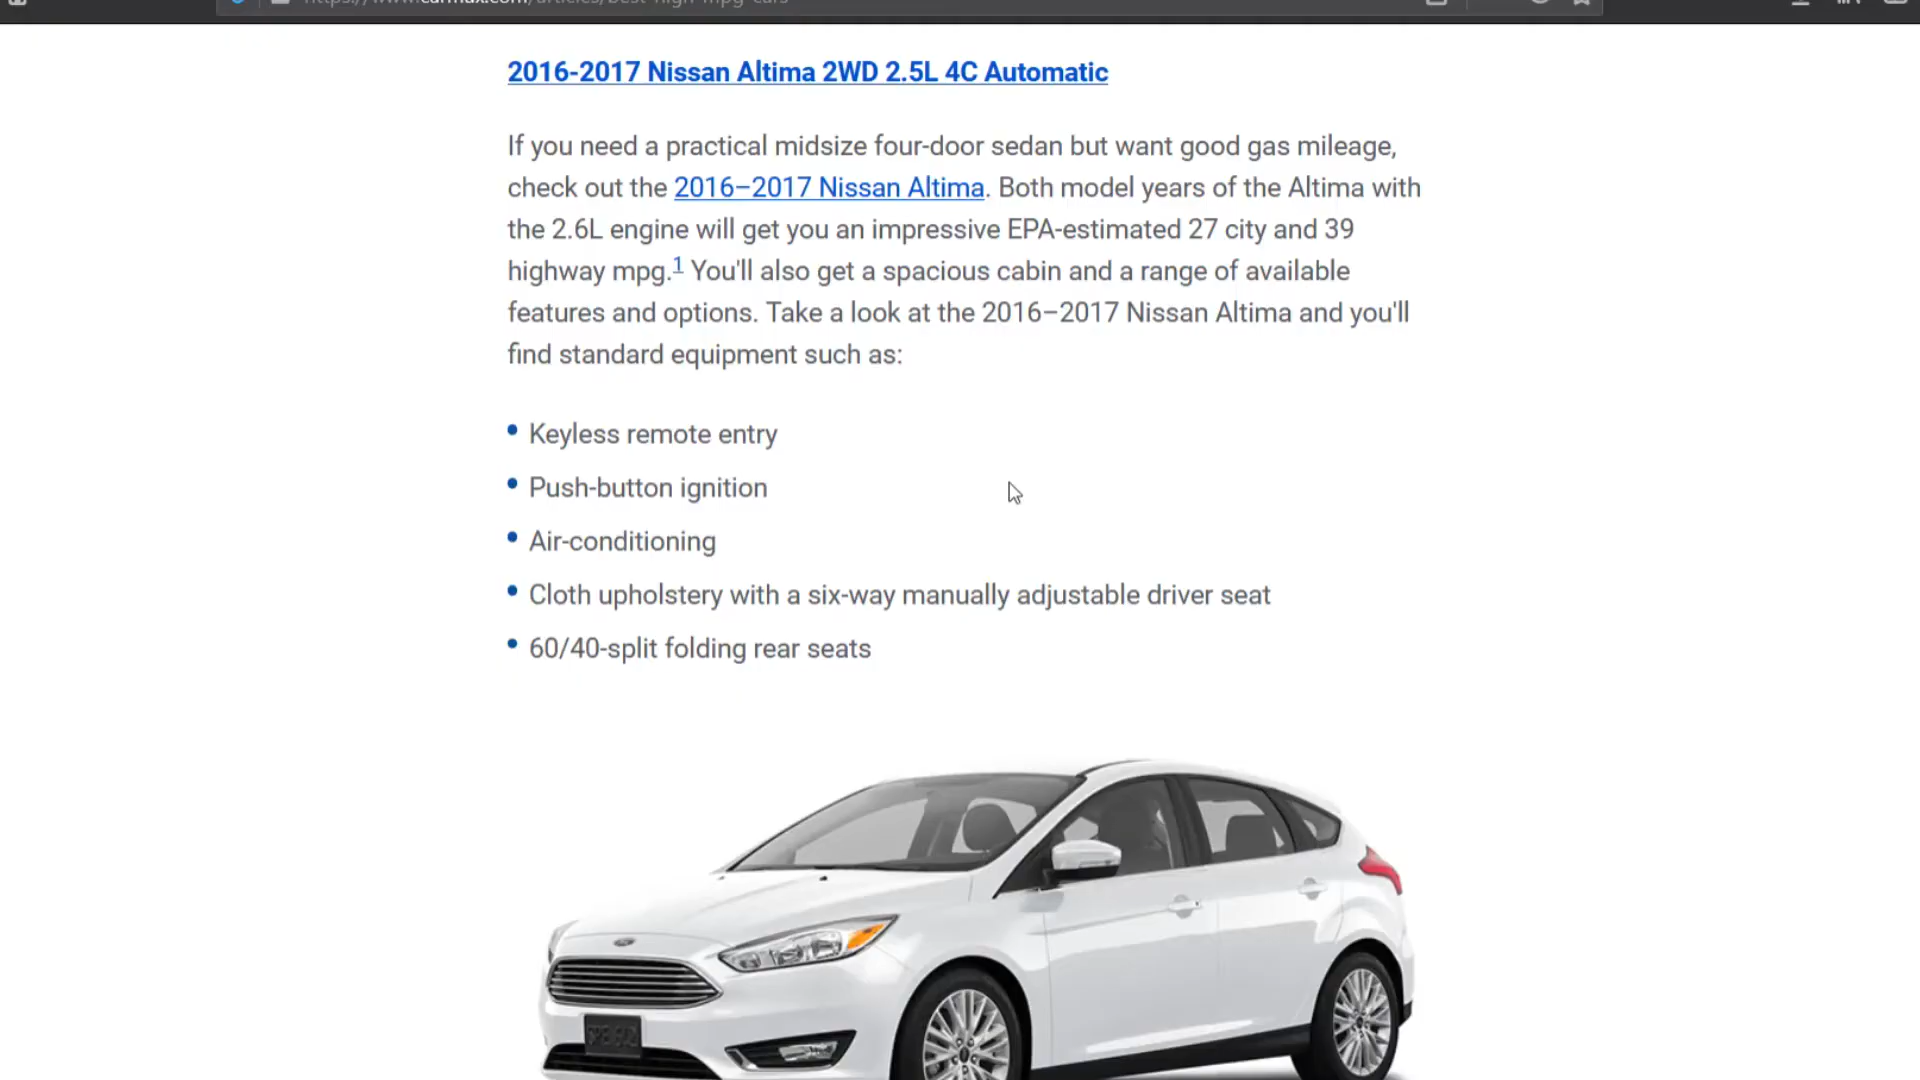 2016-2017 Nissan Altima 2WD 2.5L 4C Automatic
If you need a practical midsize four-door sedan but want good gas mileage,
check out the 2016–2017 Nissan Altima. Both model years of the Altima with
the 2.6L engine will get you an impressive EPA-estimated 27 city and 39
highway mpg.1 You'll also get a spacious cabin and a range of available
features and options. Take a look at the 2016–2017 Nissan Altima and you'll
find standard equipment such as:
• Keyless remote entry
• Push-button ignition
• Air-conditioning
• Cloth upholstery with a six-way manually adjustable driver seat
• 60/40-split folding rear seats